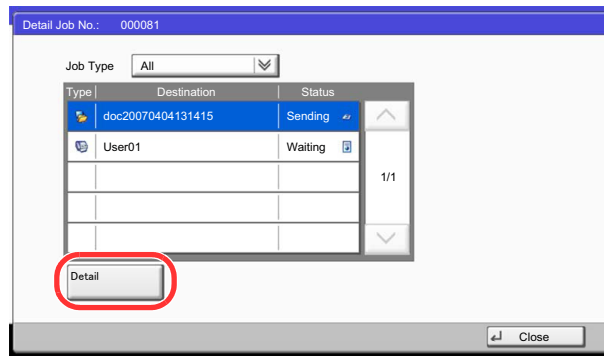 Detail Job No.: 000081
Job Type All
Type Destination Status
doc20070404131415 Sending
User01 Waiting
1/1
Detail
Close